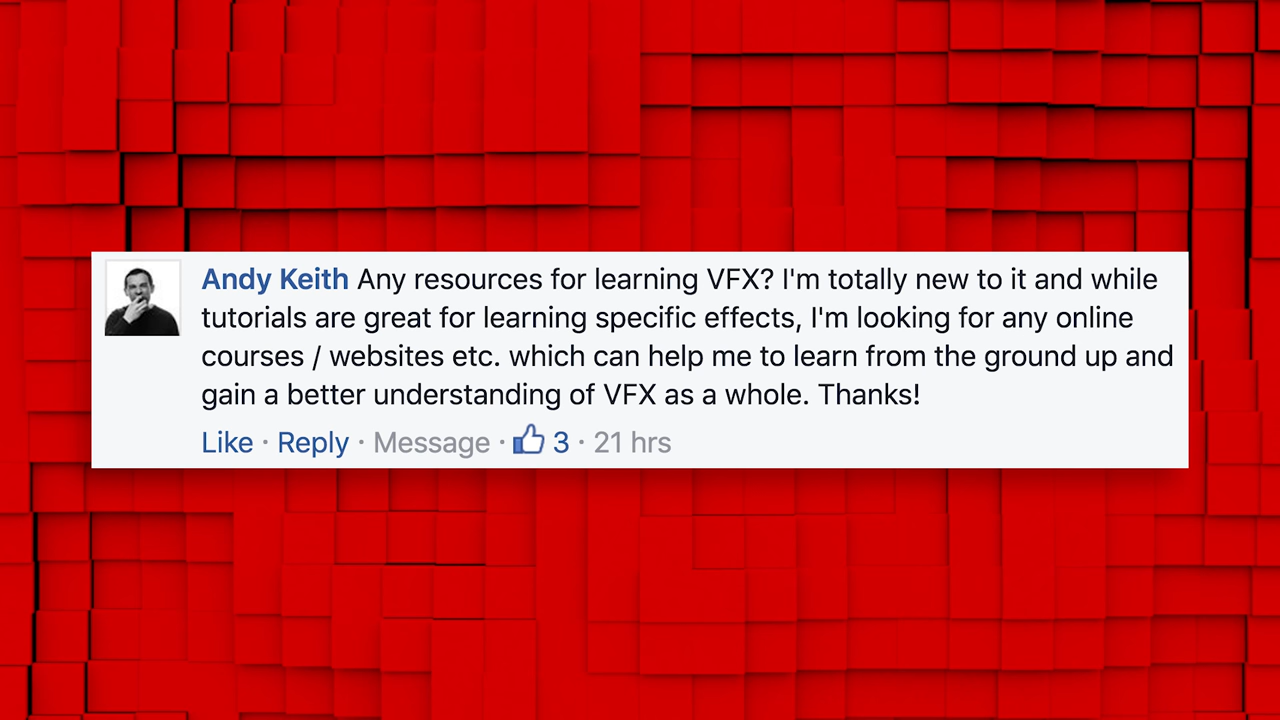 Andy Keith Any resources for learning VFX? I'm totally new to it and while
tutorials are great for learning specific effects, I'm looking for any online
courses / websites etc. which can help me to learn from the ground up and
gain a better understanding of VFX as a whole. Thanks!
Like · Reply · Message · 3 · 21 hrs